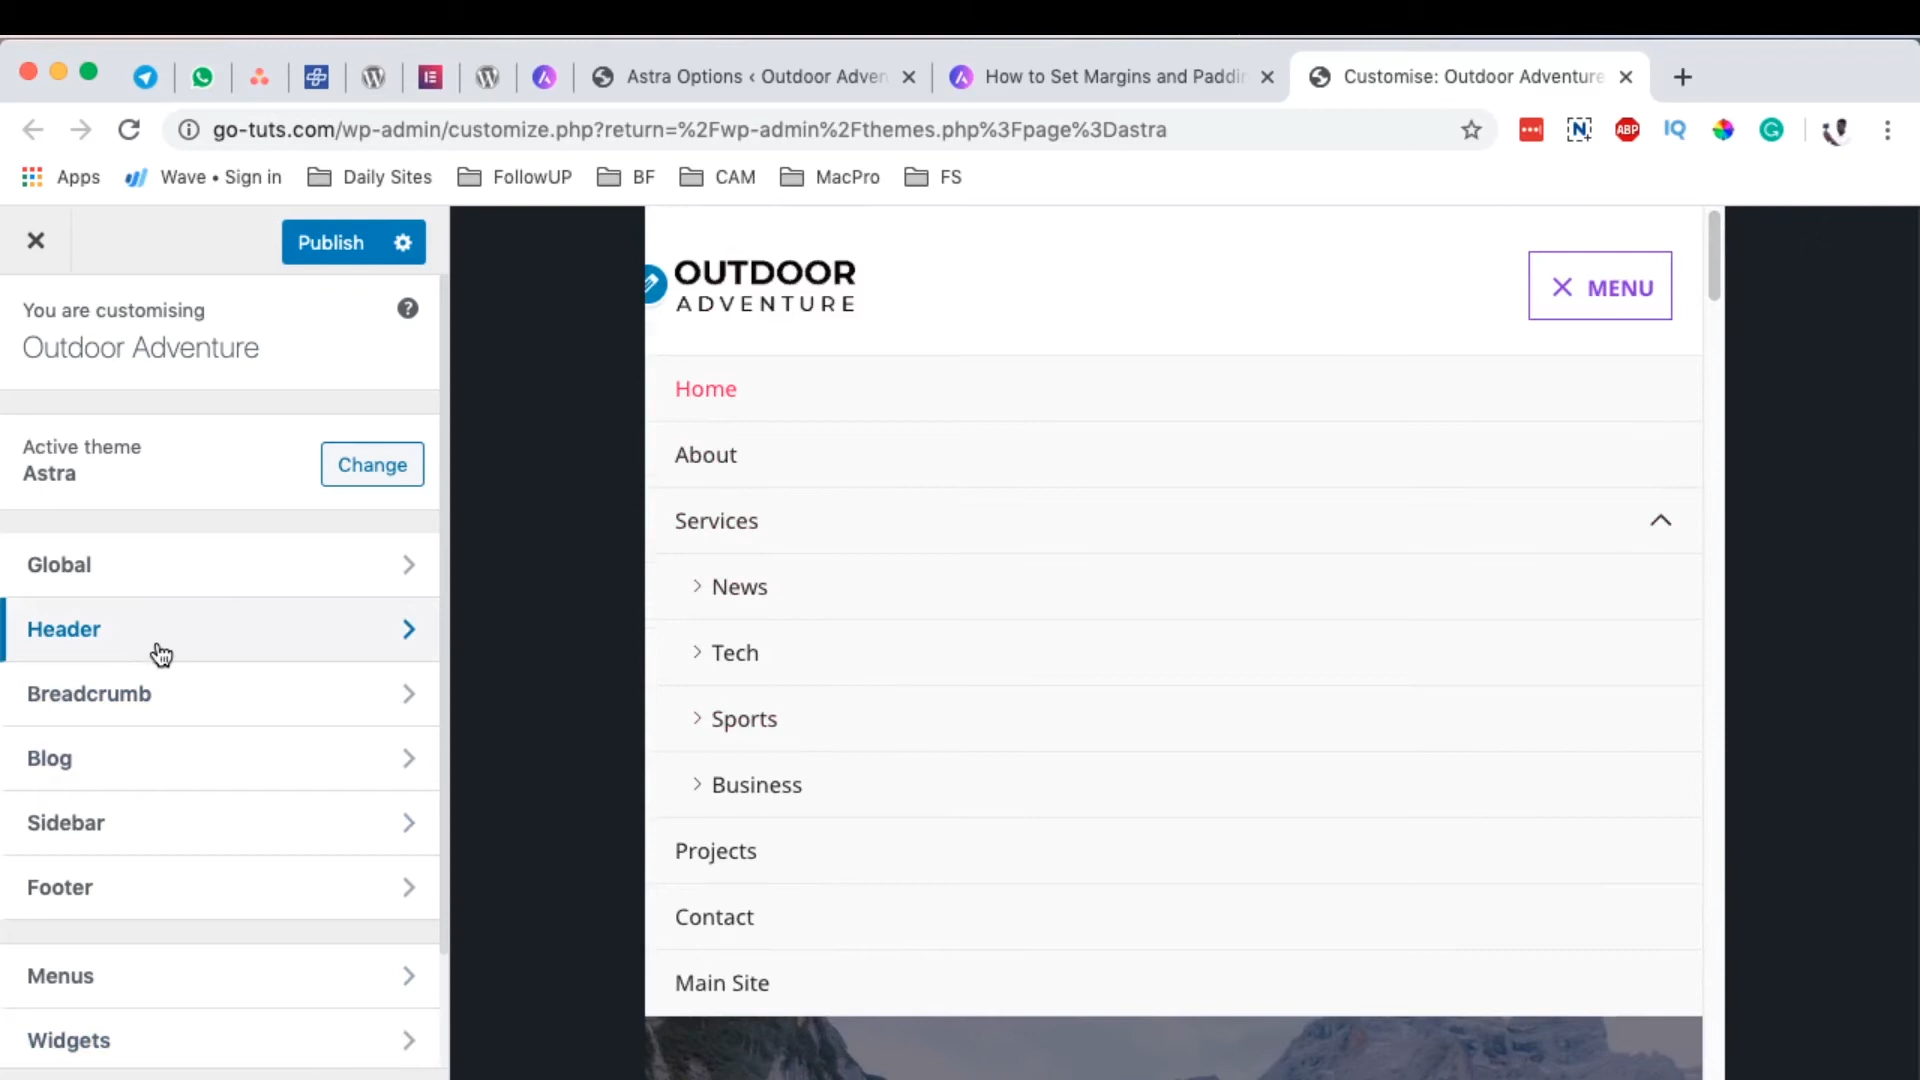 Astra Options ‹ Outdoor Adven
How to Set Margins and Paddin
Customise: Outdoor Adventure
go-tuts.com/wp-admin/customize.php?return=%2Fwp-admin%2Fthemes.php%3Fpage%3Dastra
ABP
IQ
Apps
Wave • Sign in
Daily Sites
FollowUP
BF
CAM
MacPro
FS
Publish
You are customising
Outdoor Adventure
Active theme
Astra
Change
Global
Header
Breadcrumb
Blog
Sidebar
Footer
Menus
Widgets
OUTDOOR
ADVENTURE
MENU
Home
About
Services
News
Tech
Sports
Business
Projects
Contact
Main Site